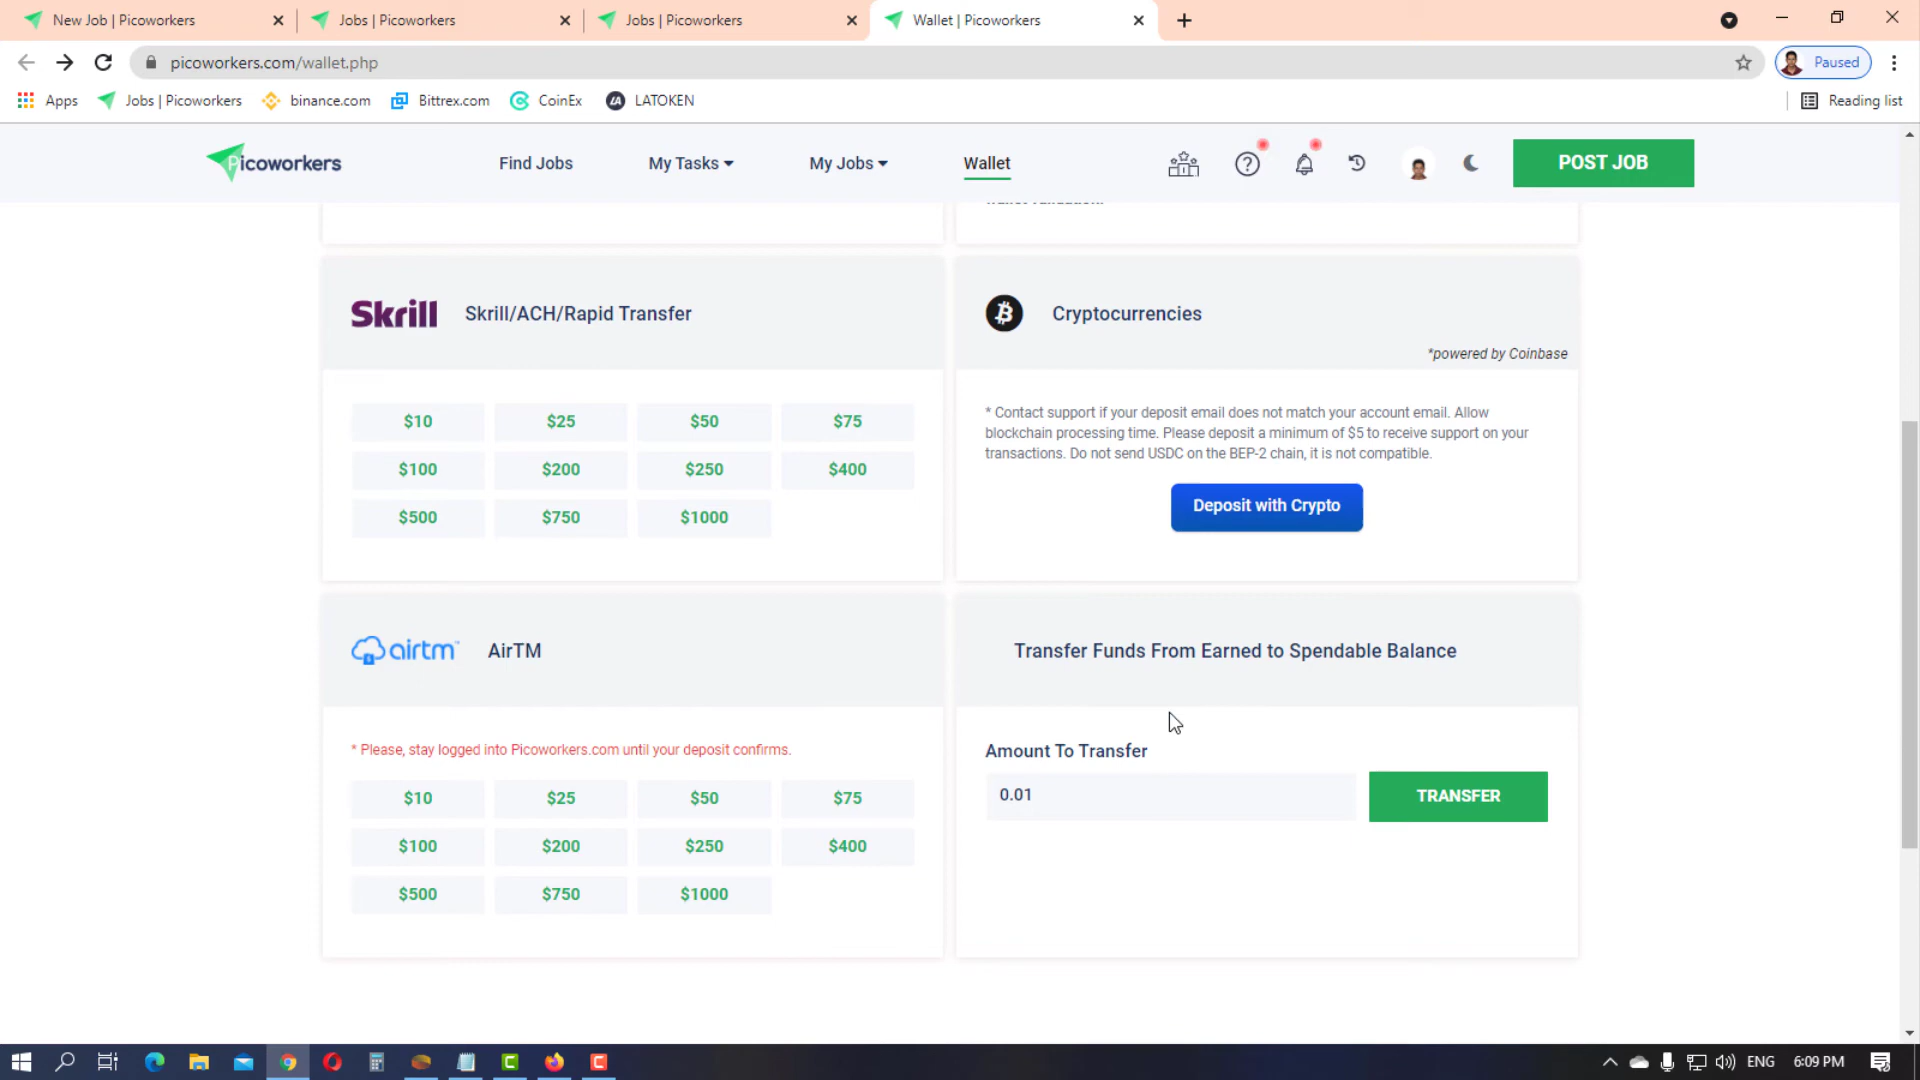 New Job | Picoworkers
Jobs | Picoworkers
Jobs | Picoworkers
Wallet | Picoworkers
picoworkers.com/wallet.php
Paused
Apps
Jobs | Picoworkers
binance.com
Bittrex.com
CoinEx
LATOKEN
Reading list
Picoworkers
Find Jobs
My Tasks
My Jobs
Wallet
POST JOB
Skrill
Skrill/ACH/Rapid Transfer
$10 $25 $50 $75
$100 $200 $250 $400
$500 $750 $1000
Cryptocurrencies
*powered by Coinbase
* Contact support if your deposit email does not match your account email. Allow
blockchain processing time. Please deposit a minimum of $5 to receive support on your
transactions. Do not send USDC on the BEP-2 chain, it is not compatible.
Deposit with Crypto
airtm
AirTM
* Please, stay logged into Picoworkers.com until your deposit confirms.
$10 $25 $50 $75
$100 $200 $250 $400
$500 $750 $1000
Transfer Funds From Earned to Spendable Balance
Amount To Transfer
0.01
TRANSFER
ENG
6:09 PM